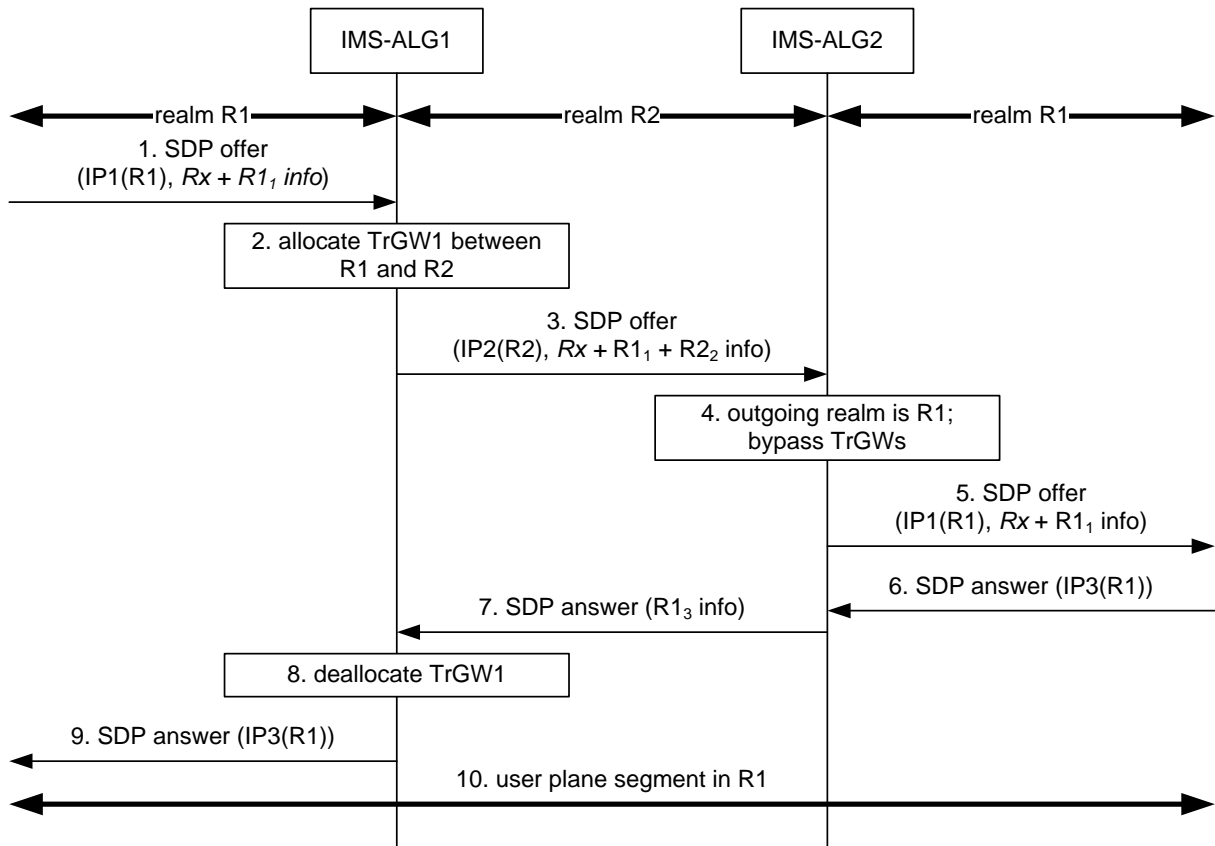 IMS-ALG1
IMS-ALG2
realm R1
realm R2
realm R1
1. SDP offer
(IP1(R1), Rx + R1₁ info)
2. allocate TrGW1 between
R1 and R2
3. SDP offer
(IP2(R2), Rx + R1₁ + R2₂ info)
4. outgoing realm is R1;
bypass TrGWs
5. SDP offer
(IP1(R1), Rx + R1₁ info)
6. SDP answer (IP3(R1))
7. SDP answer (R1₃ info)
8. deallocate TrGW1
9. SDP answer (IP3(R1))
10. user plane segment in R1